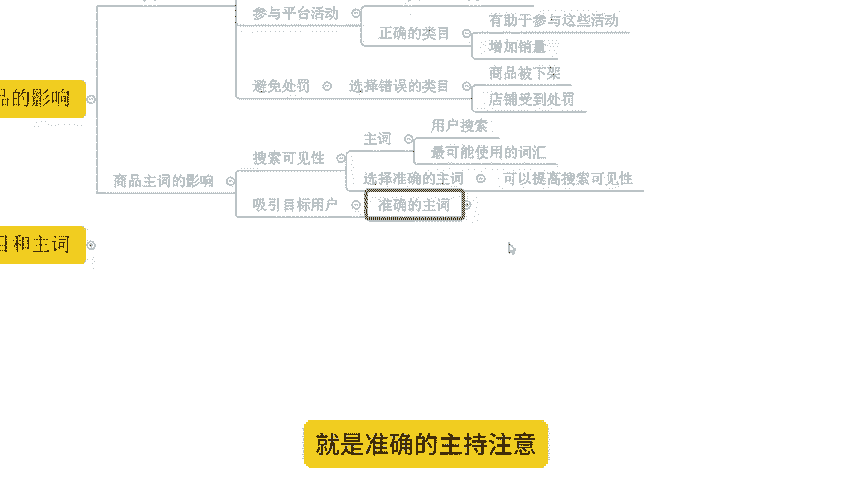 参与平台活动
有助于参与这些活动
正确的类目
增加销量
商品被下架
避免处罚
选择错误的类目
品的影响
店铺受到处罚
用户搜索
主词
最可能使用的词汇
搜索可见性
商品主词的影响
选择准确的主词
可以提高搜索可见性
吸引目标用户
准确的主词
目和主词
就是准确的主持注意